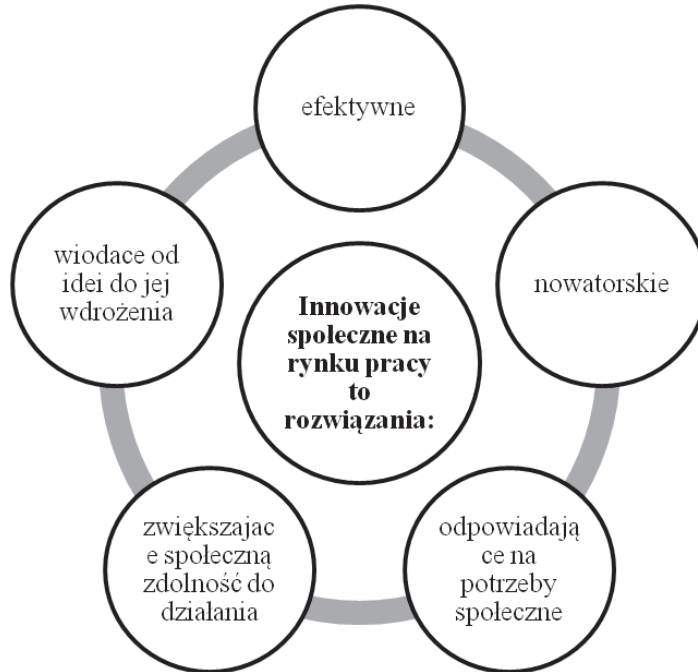 efektywne
nowatorskie
odpowiadają
ce na
potrzeby
społeczne
zwiększajac
e społeczną
zdolność do
działania
wiodace od
idei do jej
wdrożenia
Innowacje
społeczne na
rynku pracy
to
rozwiązania: